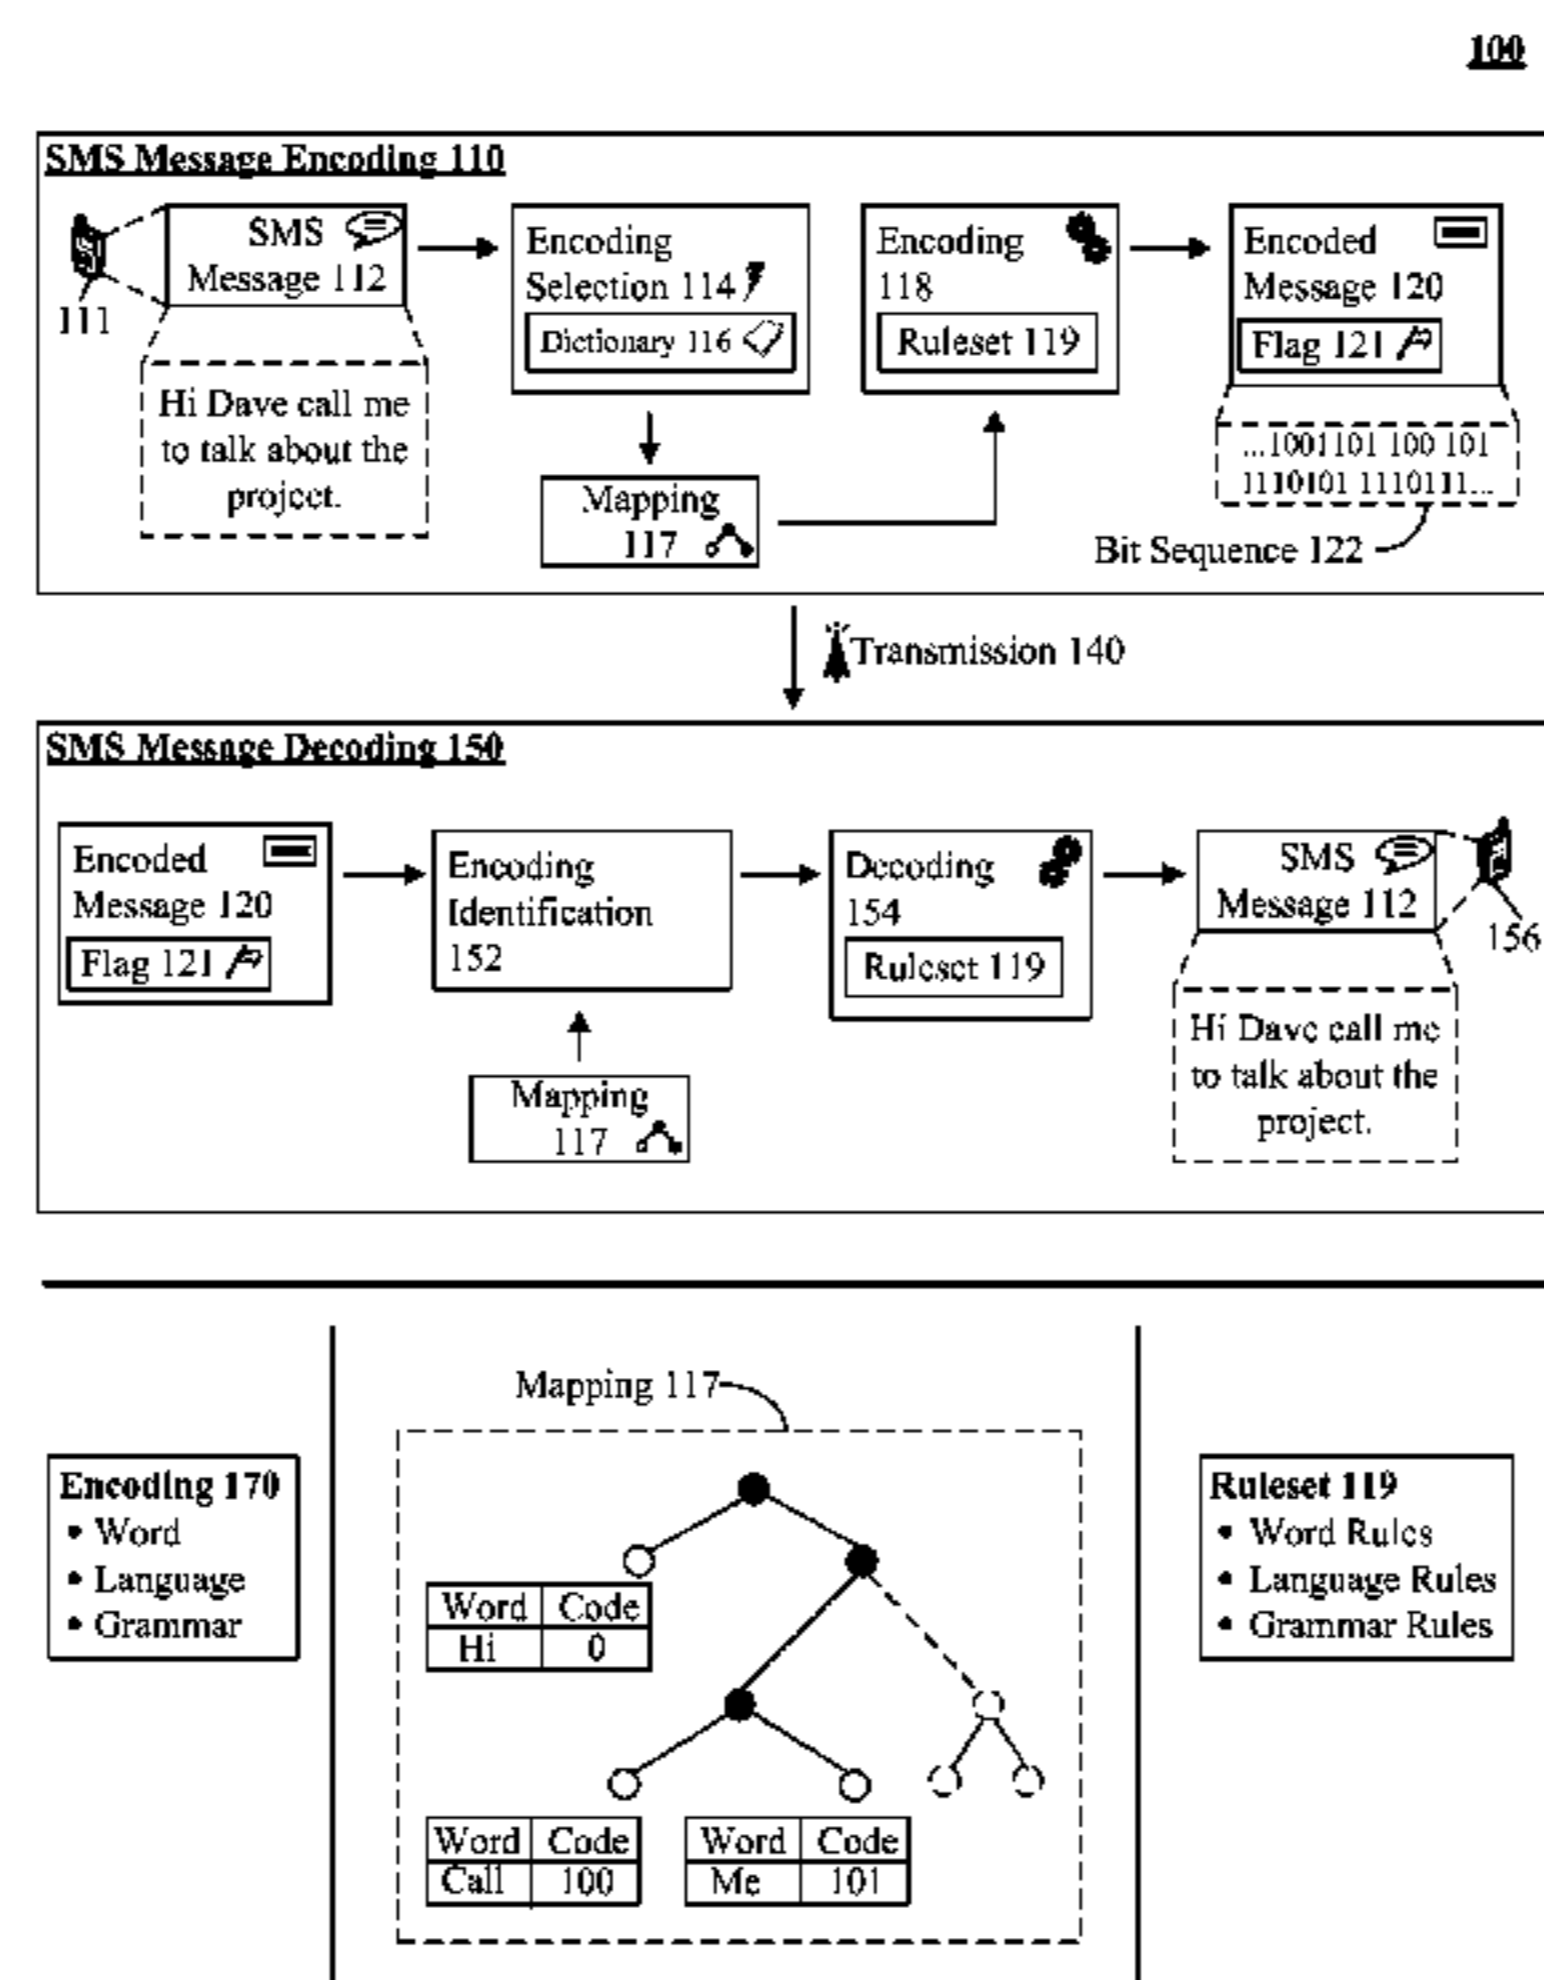 100
SMS Message Encoding 110
SMS
Message 112
111
Hi Dave call me
to talk about the
project.
Encoding
Selection 114
Dictionary 116
Mapping
117
Encoding
118
Ruleset 119
Encoded
Message 120
Flag 121
...1001101 100 101
1110101 1110111...
Bit Sequence 122
Transmission 140
SMS Message Decoding 150
Encoded
Message 120
Flag 121
Encoding
Identification
152
Mapping
117
Decoding
154
Ruleset 119
SMS
Message 112
156
Hi Dave call me
to talk about the
project.
Encoding 170
• Word
• Language
• Grammar
Mapping 117
Word Code
Hi 0
Word Code
Call 100
Word Code
Me 101
Ruleset 119
• Word Rules
• Language Rules
• Grammar Rules